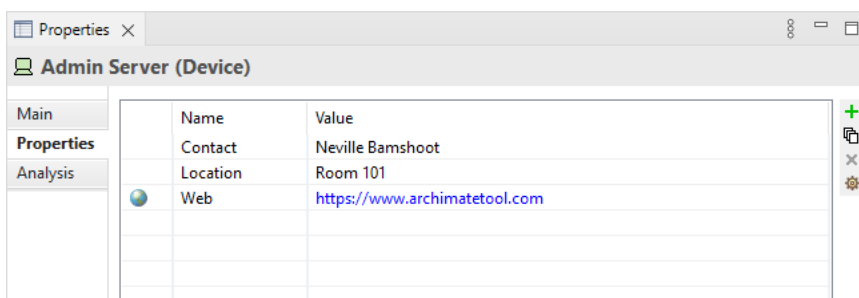 Properties
Admin Server (Device)
Main
Properties
Analysis
Name Value
Contact Neville Bamshoot
Location Room 101
Web https://www.archimatetool.com